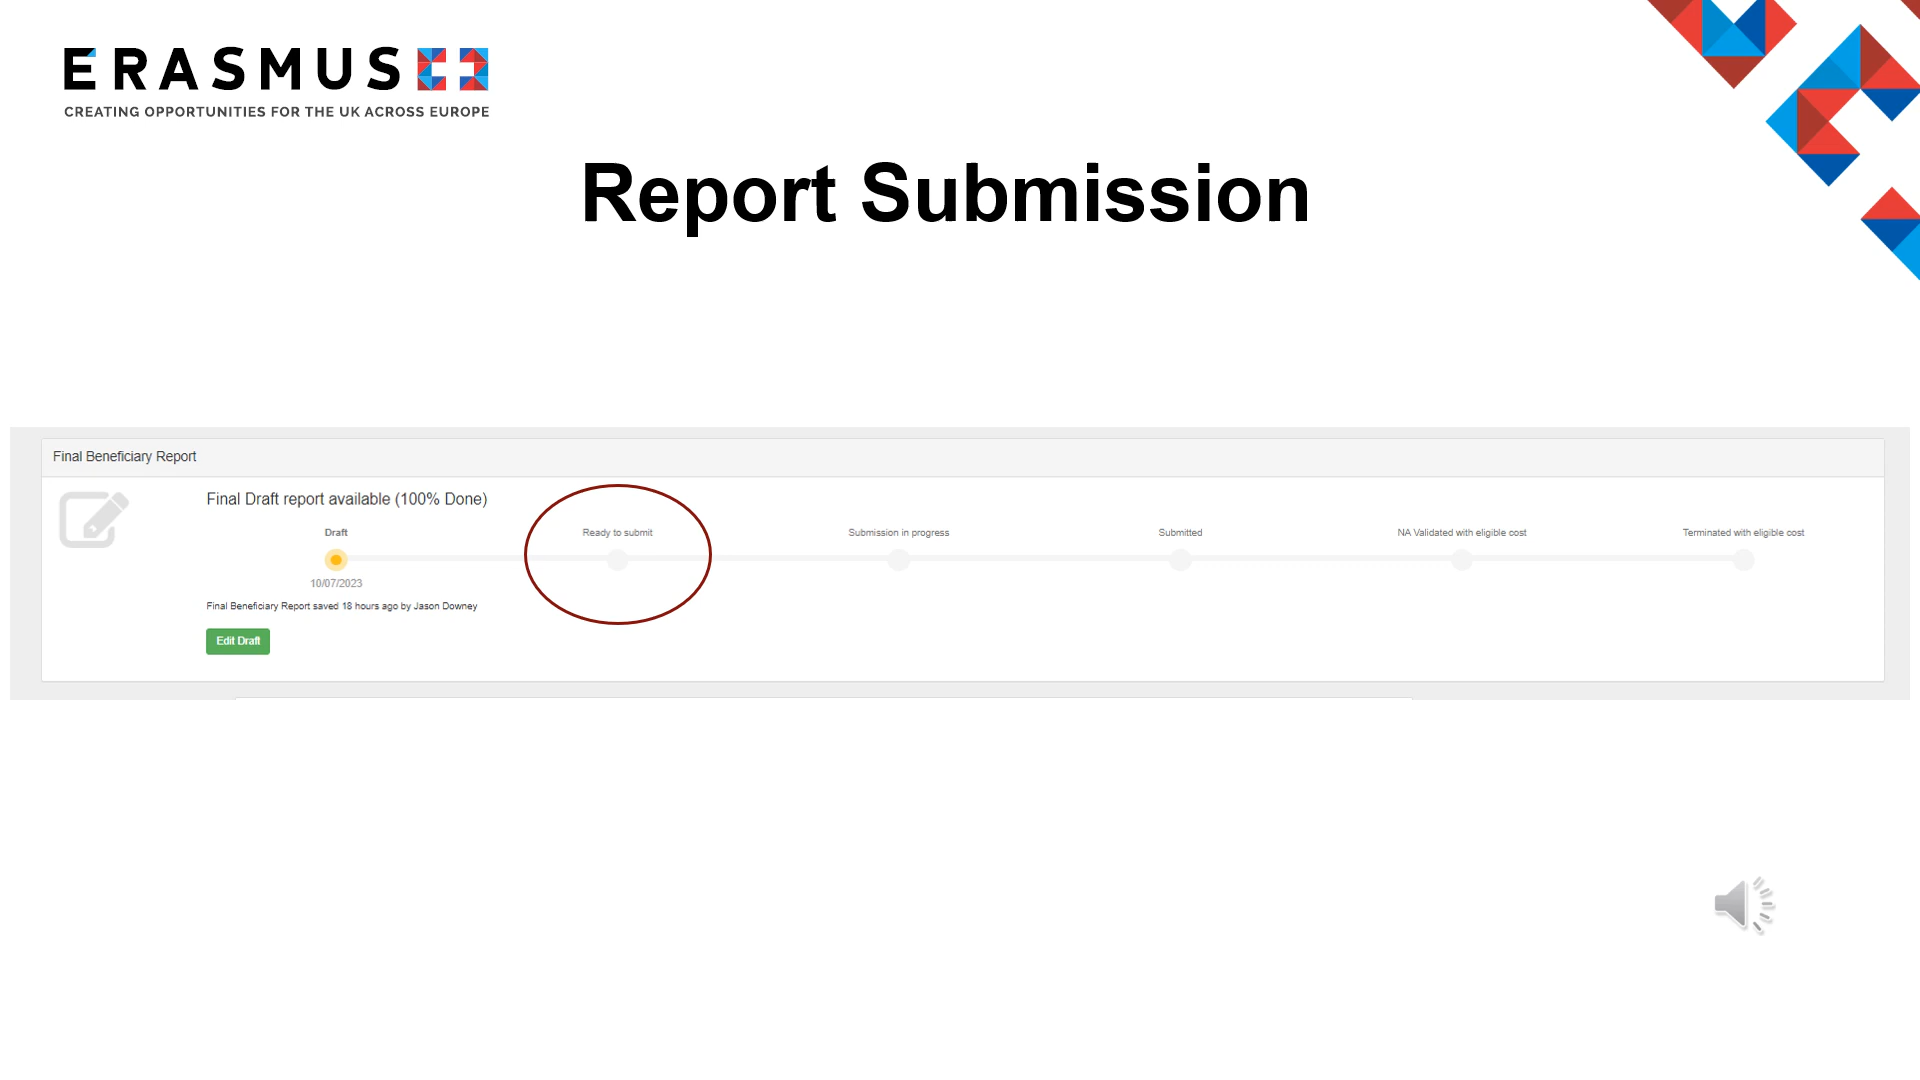 ERASMUS
CREATING OPPORTUNITIES FOR THE UK ACROSS EUROPE
Report Submission
Final Beneficiary Report
Final Draft report available (100% Done)
Draft
Ready to submit
Submission in progress
Submitted
NA Validated with eligible cost
Terminated with eligible cost
10/07/2023
Final Beneficiary Report saved 18 hours ago by Jason Downey
Edit Draft